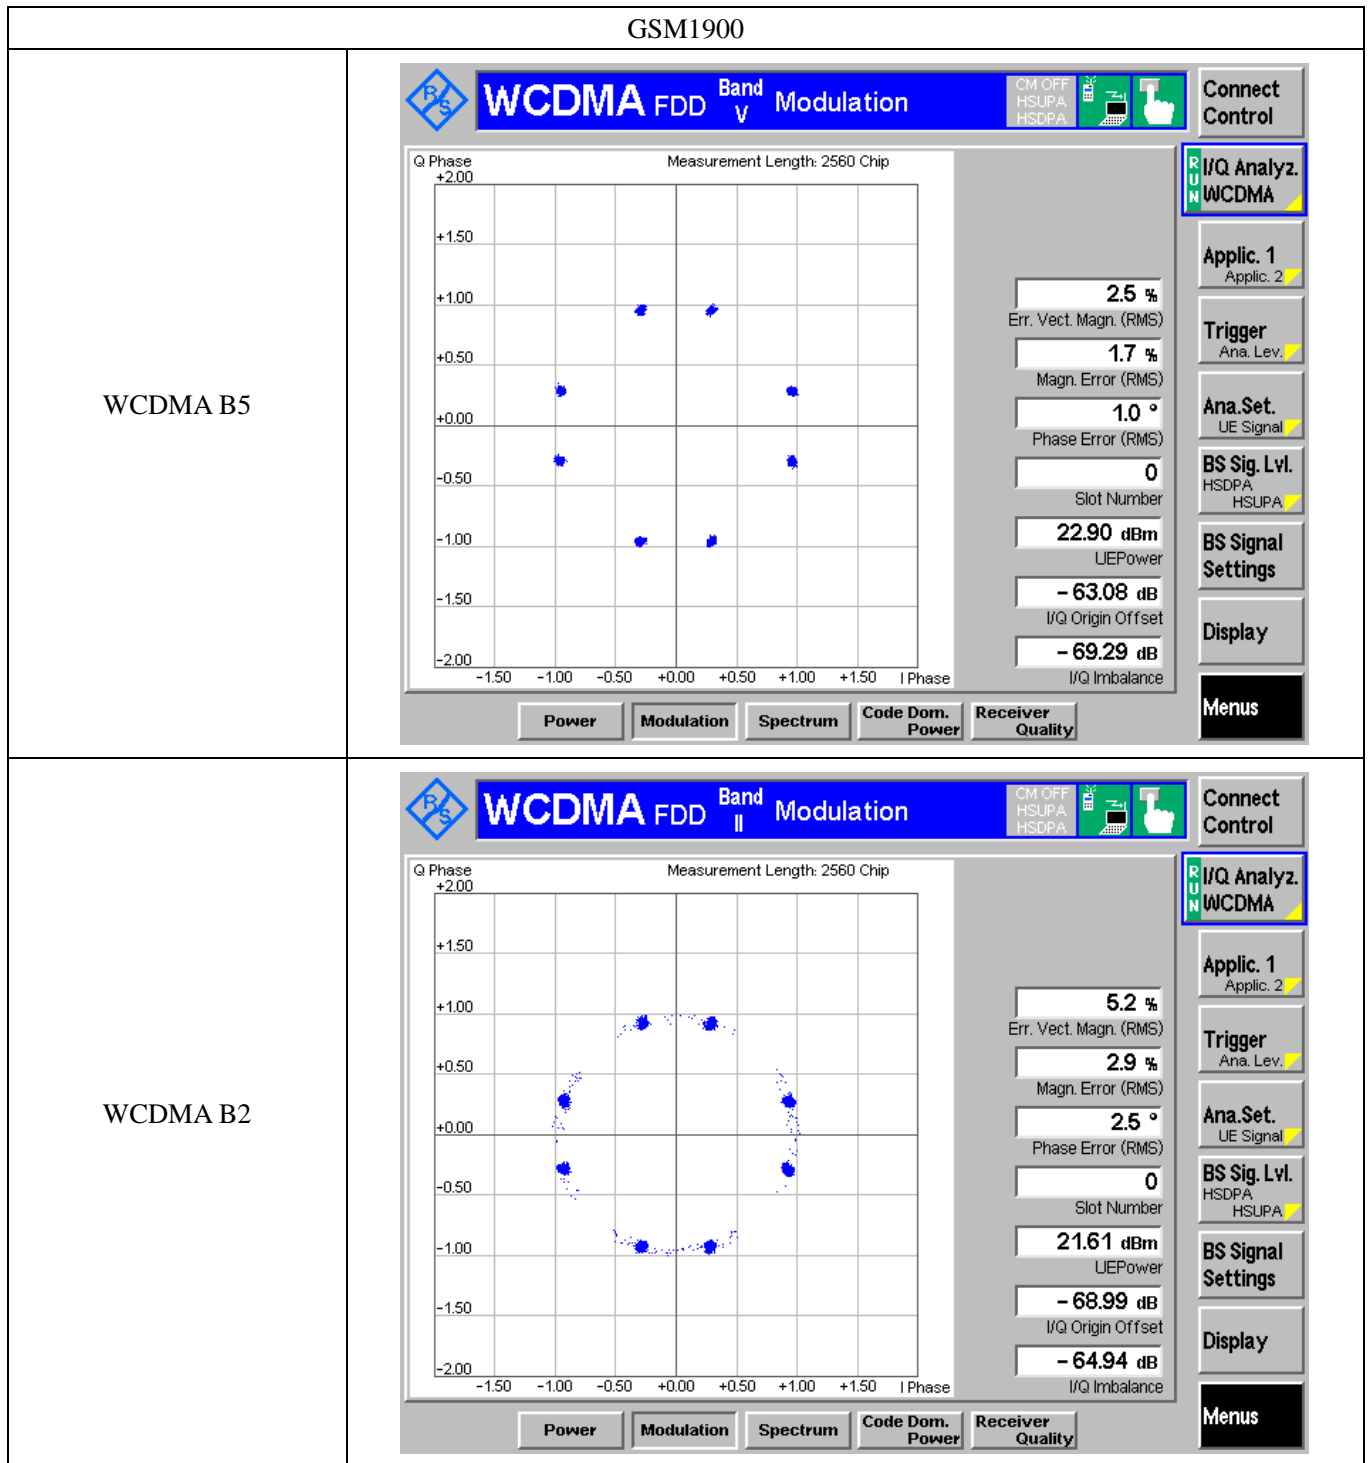 GSM1900
WCDMA B5
R/S
WCDMA FDD Band V Modulation
CM OFF
HSUPA
HSDPA
Connect Control
Q Phase
Measurement Length: 2560 Chip
+2.00
+1.50
+1.00
+0.50
+0.00
-0.50
-1.00
-1.50
-2.00
-1.50 -1.00 -0.50 +0.00 +0.50 +1.00 +1.50 I Phase
2.5 %
Err. Vect. Magn. (RMS)
1.7 %
Magn. Error (RMS)
1.0 °
Phase Error (RMS)
0
Slot Number
22.90 dBm
UEPower
- 63.08 dB
I/Q Origin Offset
- 69.29 dB
I/Q Imbalance
RUN
I/Q Analyz.
WCDMA
Applic. 1
Applic. 2
Trigger
Ana. Lev.
Ana.Set.
UE Signal
BS Sig. Lvl.
HSDPA
HSUPA
BS Signal
Settings
Display
Menus
Power Modulation Spectrum Code Dom. Power Receiver Quality
WCDMA B2
R/S
WCDMA FDD Band II Modulation
CM OFF
HSUPA
HSDPA
Connect Control
Q Phase
Measurement Length: 2560 Chip
+2.00
+1.50
+1.00
+0.50
+0.00
-0.50
-1.00
-1.50
-2.00
-1.50 -1.00 -0.50 +0.00 +0.50 +1.00 +1.50 I Phase
5.2 %
Err. Vect. Magn. (RMS)
2.9 %
Magn. Error (RMS)
2.5 °
Phase Error (RMS)
0
Slot Number
21.61 dBm
UEPower
- 68.99 dB
I/Q Origin Offset
- 64.94 dB
I/Q Imbalance
RUN
I/Q Analyz.
WCDMA
Applic. 1
Applic. 2
Trigger
Ana. Lev.
Ana.Set.
UE Signal
BS Sig. Lvl.
HSDPA
HSUPA
BS Signal
Settings
Display
Menus
Power Modulation Spectrum Code Dom. Power Receiver Quality